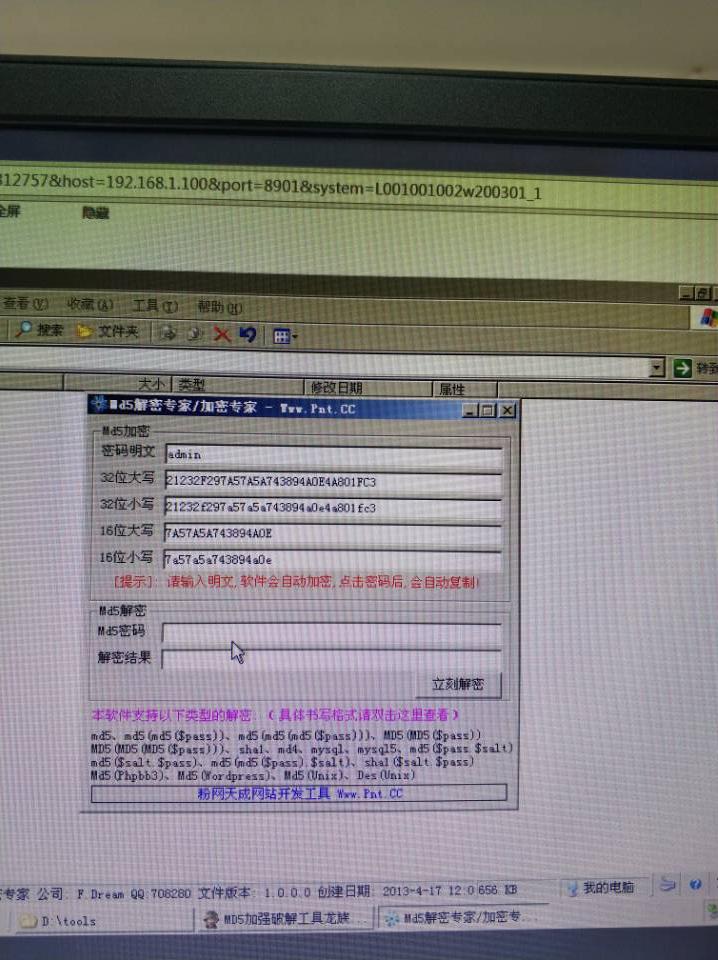 312757&host=192.168.1.100&port=8901&system=L001001002w200301_1
全屏 隐藏
查看(V) 收藏(A) 工具(T) 帮助(H)
搜索 文件夹
转到
大小 类型 修改日期 属性
Md5解密专家/加密专家 - Www.Pnt.CC
Md5加密
密码明文 admin
32位大写 21232F297A57A5A743894A0E4A801FC3
32位小写 21232f297a57a5a743894a0e4a801fc3
16位大写 7A57A5A743894A0E
16位小写 7a57a5a743894a0e
[提示]: 请输入明文,软件会自动加密,点击密码后,会自动复制!
Md5解密
Md5密码
解密结果
立刻解密
本软件支持以下类型的解密:(具体书写格式请双击这里查看)
md5、md5(md5($pass))、md5(md5(md5($pass)))、MD5(MD5($pass))
MD5(MD5(MD5($pass)))、sha1、md4、mysql、mysql5、md5($pass.$salt)
md5($salt.$pass)、md5(md5($pass).$salt)、sha1($salt.$pass)
Md5(Phpbb3)、Md5(Wordpress)、Md5(Unix)、Des(Unix)
粉网天成网站开发工具 Www.Pnt.CC
专家 公司: F.Dream QQ:708280 文件版本: 1.0.0.0 创建日期: 2013-4-17 12:0 656 KB 我的电脑
D:\tools MD5加强破解工具龙族... Md5解密专家/加密专...